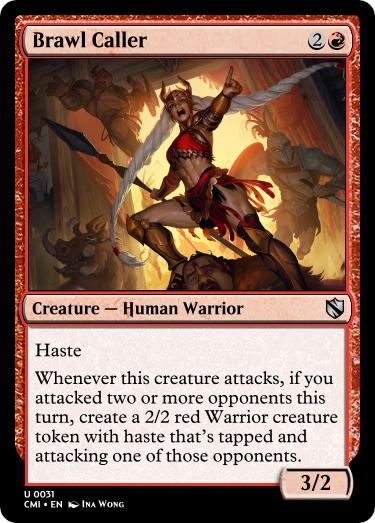 Brawl Caller 2
Creature — Human Warrior
Haste
Whenever this creature attacks, if you
attacked two or more opponents this
turn, create a 2/2 red Warrior creature
token with haste that's tapped and
attacking one of those opponents.
3/2
U 0031
CMI • EN Ina Wong